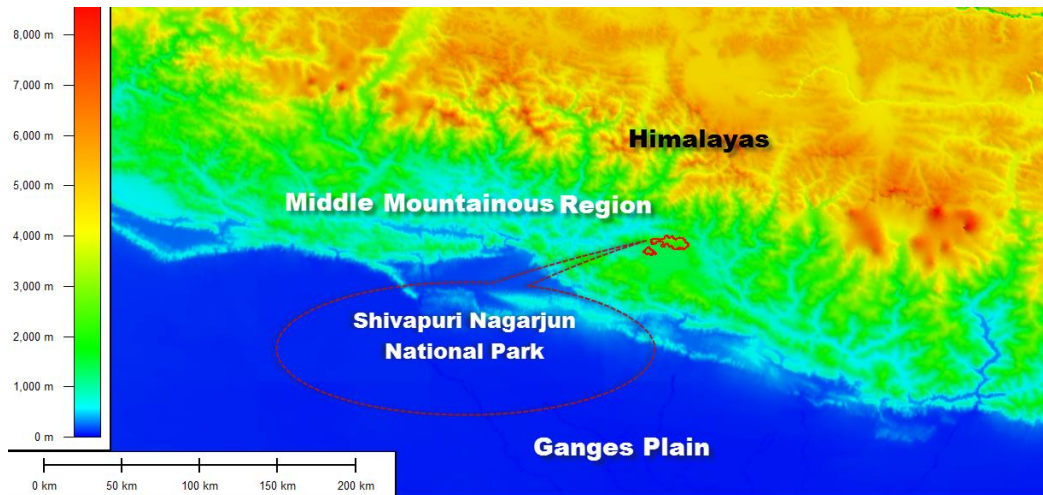 8,000 m
7,000 m
6,000 m
5,000 m
4,000 m
3,000 m
2,000 m
1,000 m
0 m
Himalayas
Middle Mountainous Region
Shivapuri Nagarjun
National Park
Ganges Plain
0 km 50 km 100 km 150 km 200 km